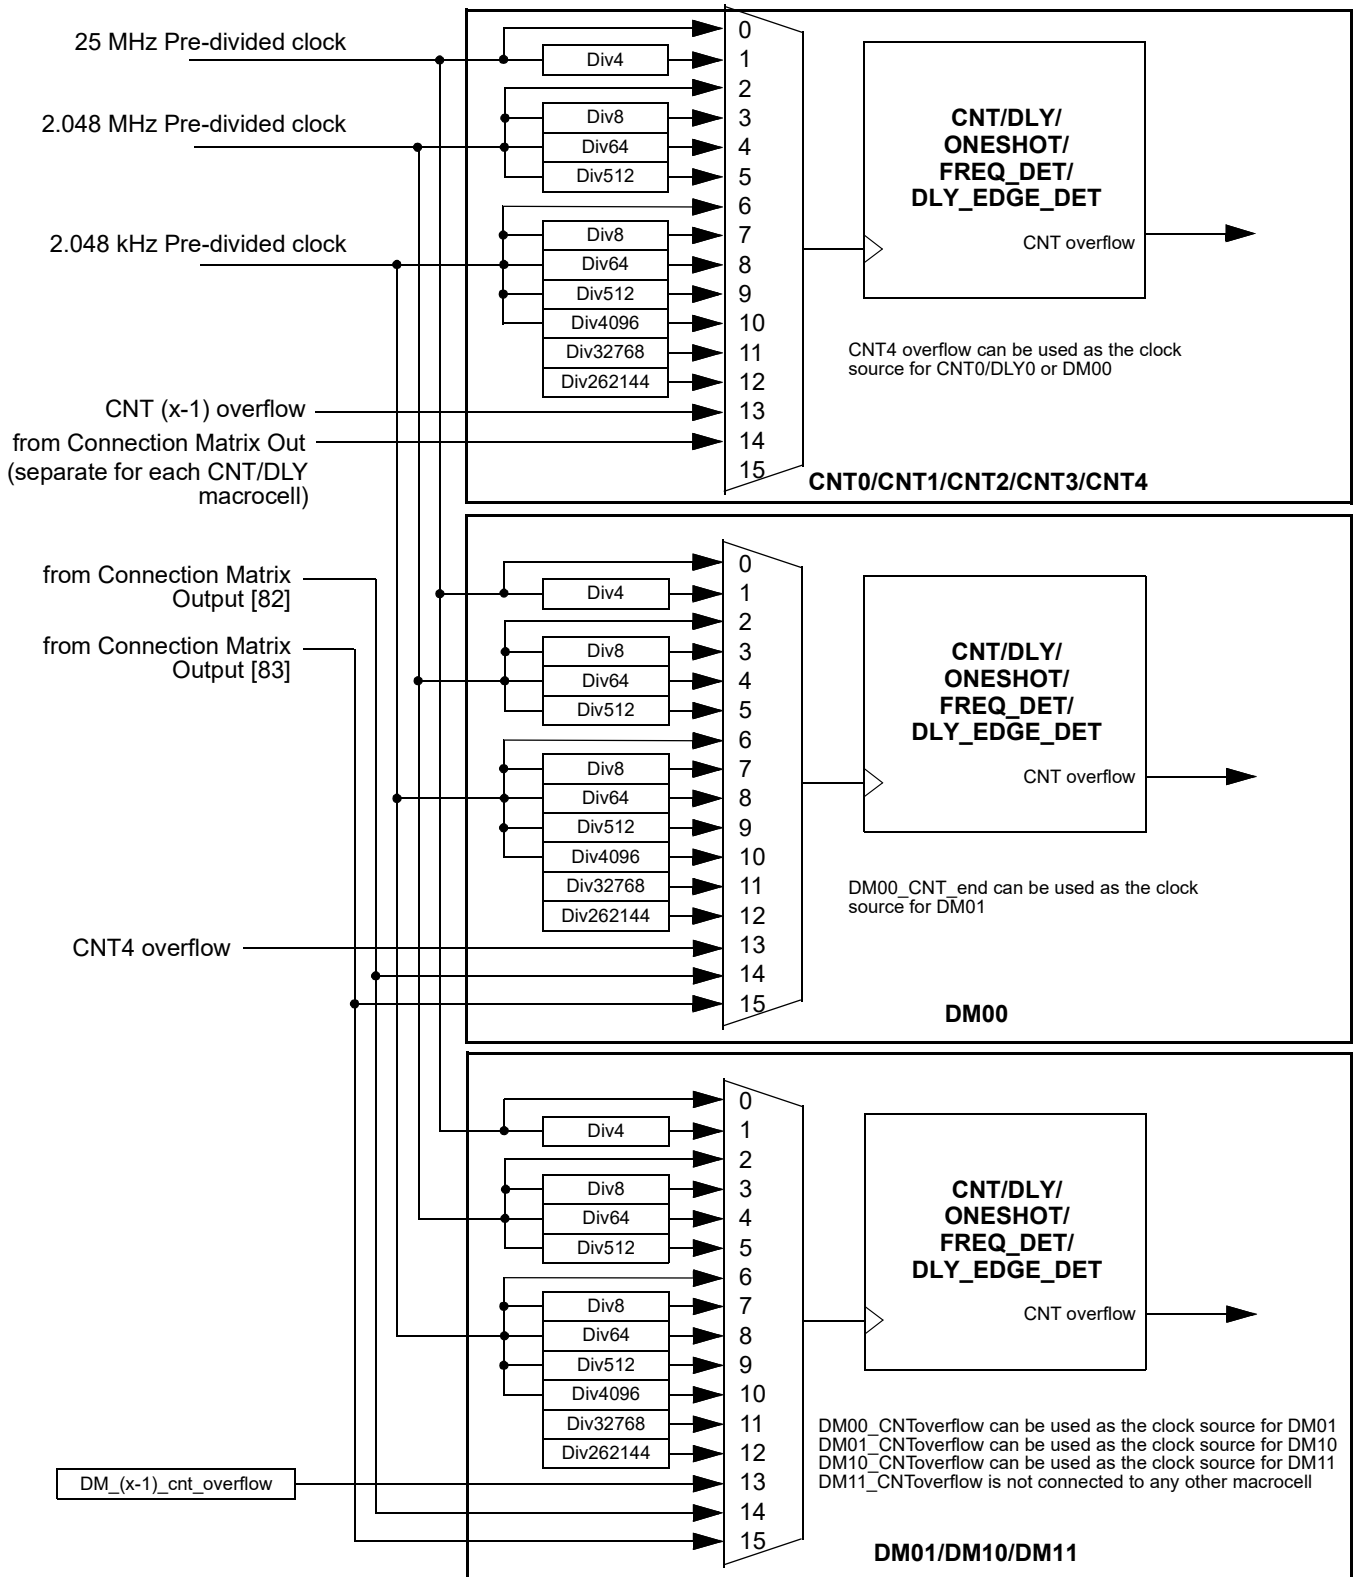 25 MHz Pre-divided clock
2.048 MHz Pre-divided clock
2.048 kHz Pre-divided clock
CNT (x-1) overflow
from Connection Matrix Out
(separate for each CNT/DLY
macrocell)
Div4
Div8
Div64
Div512
Div8
Div64
Div512
Div4096
Div32768
Div262144
0
1
2
3
4
5
6
7
8
9
10
11
12
13
14
15
CNT/DLY/
ONESHOT/
FREQ_DET/
DLY_EDGE_DET
CNT overflow
CNT4 overflow can be used as the clock
source for CNT0/DLY0 or DM00
CNT0/CNT1/CNT2/CNT3/CNT4
from Connection Matrix
Output [82]
from Connection Matrix
Output [83]
CNT4 overflow
Div4
Div8
Div64
Div512
Div8
Div64
Div512
Div4096
Div32768
Div262144
0
1
2
3
4
5
6
7
8
9
10
11
12
13
14
15
CNT/DLY/
ONESHOT/
FREQ_DET/
DLY_EDGE_DET
CNT overflow
DM00_CNT_end can be used as the clock
source for DM01
DM00
DM_(x-1)_cnt_overflow
Div4
Div8
Div64
Div512
Div8
Div64
Div512
Div4096
Div32768
Div262144
0
1
2
3
4
5
6
7
8
9
10
11
12
13
14
15
CNT/DLY/
ONESHOT/
FREQ_DET/
DLY_EDGE_DET
CNT overflow
DM00_CNToverflow can be used as the clock source for DM01
DM01_CNToverflow can be used as the clock source for DM10
DM10_CNToverflow can be used as the clock source for DM11
DM11_CNToverflow is not connected to any other macrocell
DM01/DM10/DM11